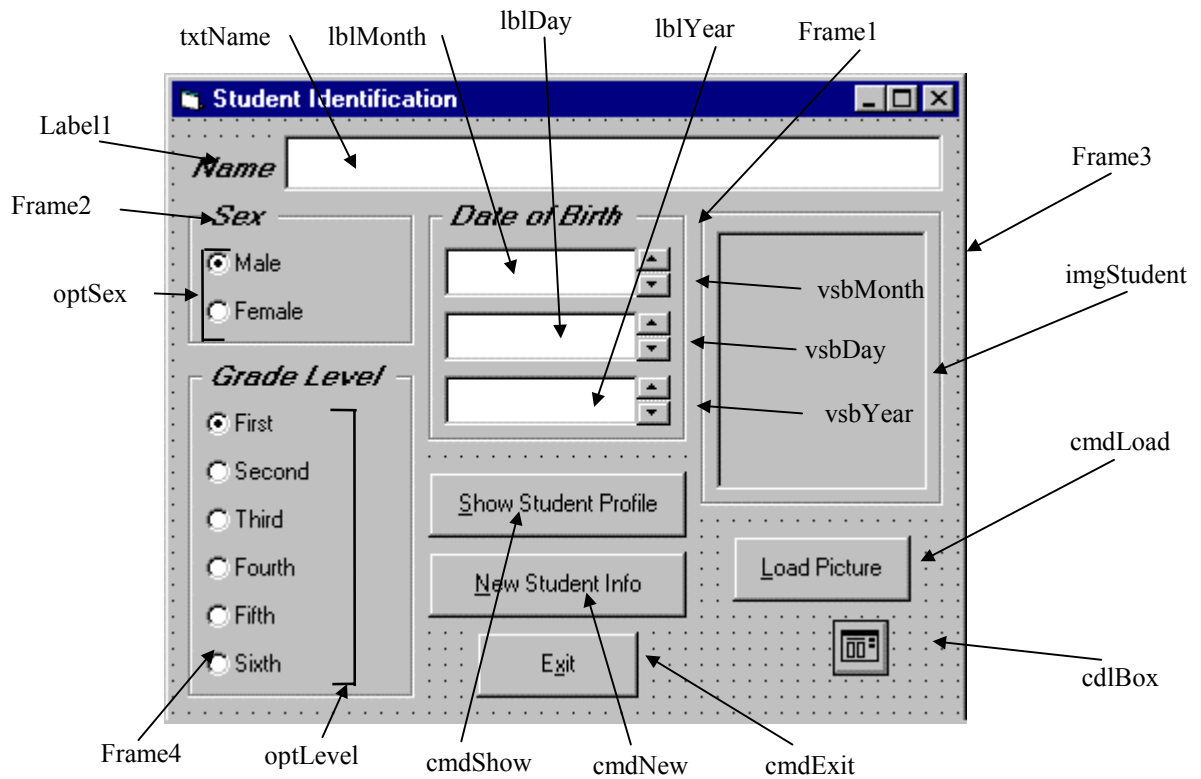 lblDay
txtName
lblMonth
lblYear
Frame1
Student Identification
Label1
Name
Frame3
Frame2
Sex
Date of Birth
Male
imgStudent
optSex
vsbMonth
Female
vsbDay
Grade Level
vsbYear
First
cmdLoad
Second
Show Student Profile
Third
Fourth
New Student Info
Load Picture
Fifth
Sixth
Exit
cdlBox
Frame4
optLevel
cmdShow
cmdNew
cmdExit